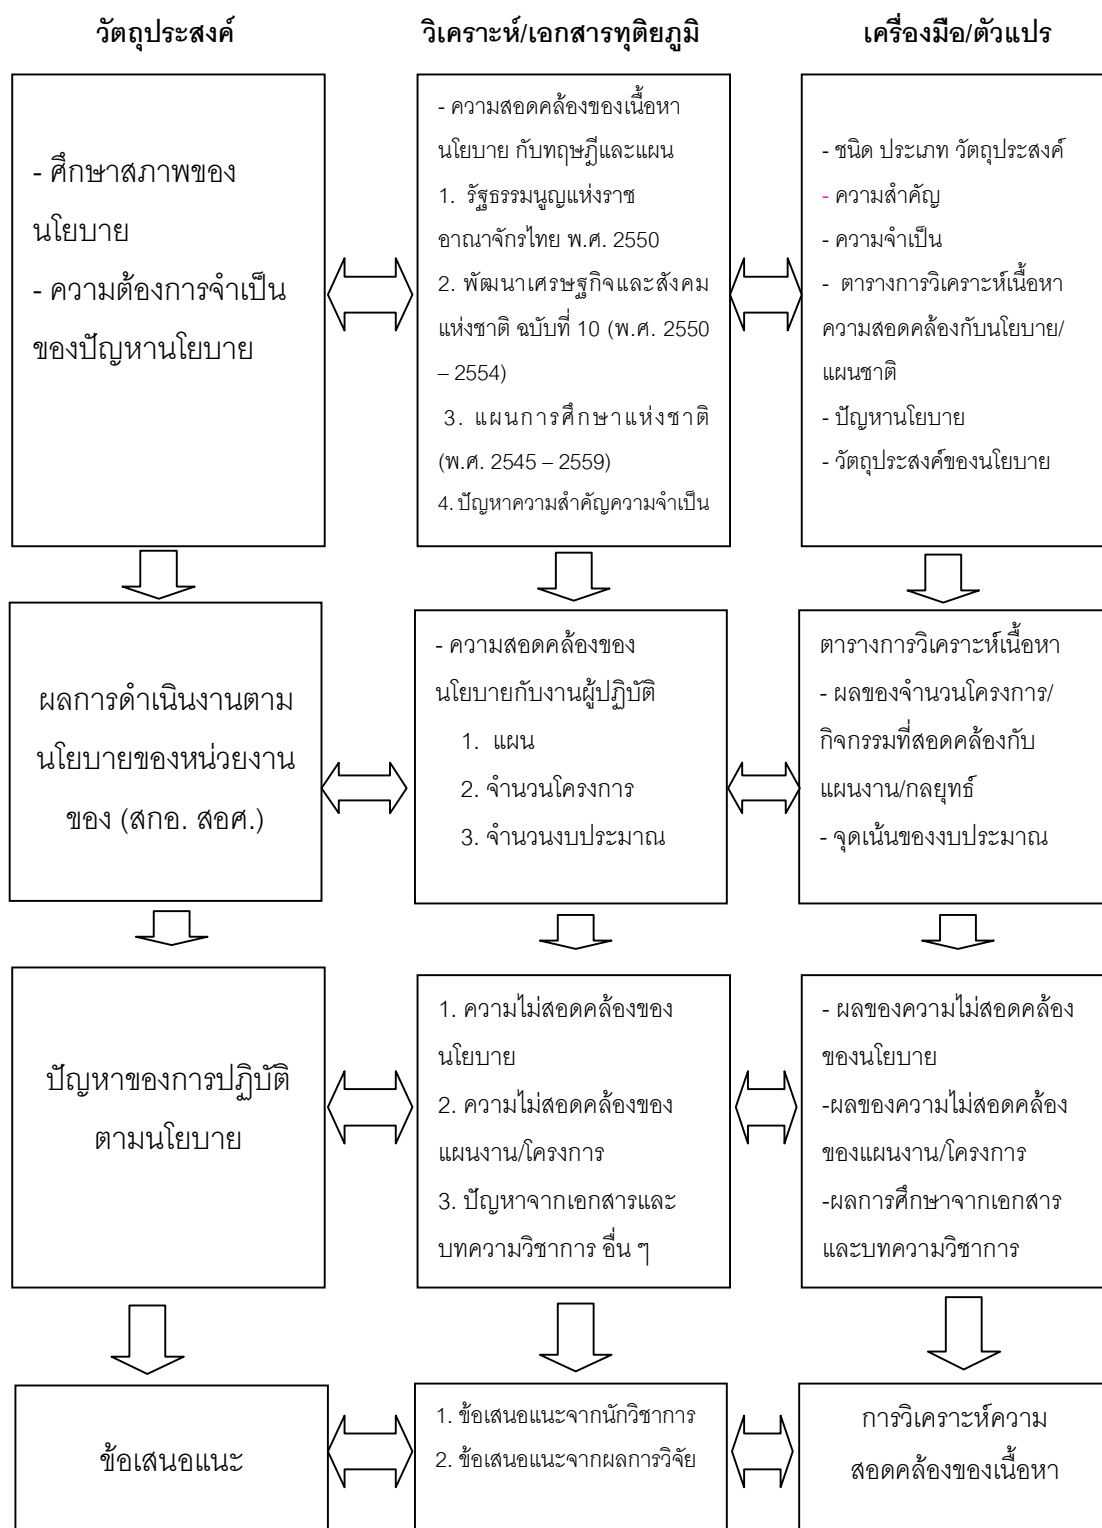 วัตถุประสงค์
วิเคราะห์/เอกสารทุติยภูมิ
เครื่องมือ/ตัวแปร
- ศึกษาสภาพของ
นโยบาย
- ความต้องการจำเป็น
ของปัญหานโยบาย
- ความสอดคล้องของเนื้อหา
นโยบาย กับทฤษฎีและแผน
1. รัฐธรรมนูญแห่งราช
อาณาจักรไทย พ.ศ. 2550
2. พัฒนาเศรษฐกิจและสังคม
แห่งชาติ ฉบับที่ 10 (พ.ศ. 2550
– 2554)
3. แผนการศึกษาแห่งชาติ
(พ.ศ. 2545 – 2559)
4. ปัญหาความสำคัญความจำเป็น
- ชนิด ประเภท วัตถุประสงค์
- ความสำคัญ
- ความจำเป็น
- ตารางการวิเคราะห์เนื้อหา
ความสอดคล้องกับนโยบาย/
แผนชาติ
- ปัญหานโยบาย
- วัตถุประสงค์ของนโยบาย
ผลการดำเนินงานตาม
นโยบายของหน่วยงาน
ของ (สกอ. สอศ.)
- ความสอดคล้องของ
นโยบายกับงานผู้ปฏิบัติ
1. แผน
2. จำนวนโครงการ
3. จำนวนงบประมาณ
ตารางการวิเคราะห์เนื้อหา
- ผลของจำนวนโครงการ/
กิจกรรมที่สอดคล้องกับ
แผนงาน/กลยุทธ์
- จุดเน้นของงบประมาณ
ปัญหาของการปฏิบัติ
ตามนโยบาย
1. ความไม่สอดคล้องของ
นโยบาย
2. ความไม่สอดคล้องของ
แผนงาน/โครงการ
3. ปัญหาจากเอกสารและ
บทความวิชาการ อื่น ๆ
- ผลของความไม่สอดคล้อง
ของนโยบาย
-ผลของความไม่สอดคล้อง
ของแผนงาน/โครงการ
-ผลการศึกษาจากเอกสาร
และบทความวิชาการ
ข้อเสนอแนะ
1. ข้อเสนอแนะจากนักวิชาการ
2. ข้อเสนอแนะจากผลการวิจัย
การวิเคราะห์ความ
สอดคล้องของเนื้อหา